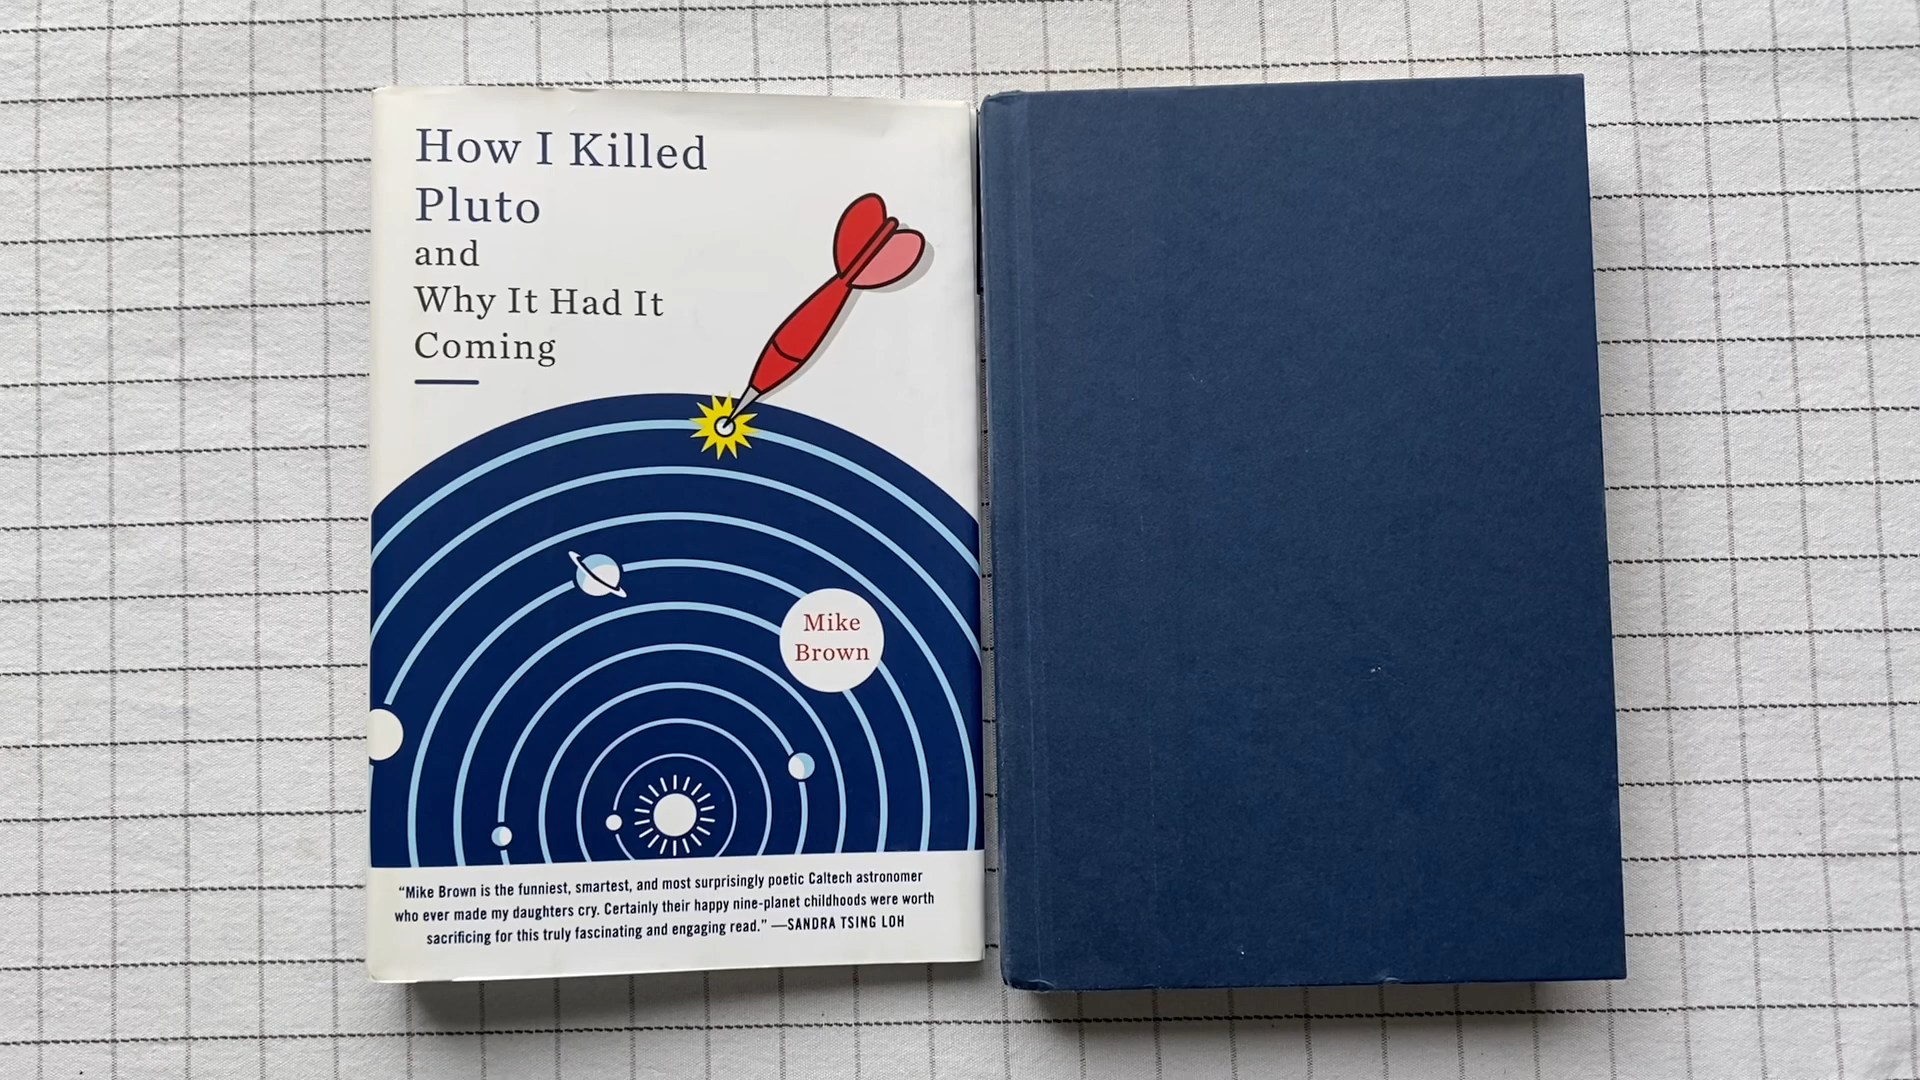 How I Killed
Pluto
and
Why It Had It
Coming
Mike
Brown
“Mike Brown is the funniest, smartest, and most surprisingly poetic Caltech astronomer
who ever made my daughters cry. Certainly their happy nine-planet childhoods were worth
sacrificing for this truly fascinating and engaging read.” —SANDRA TSING LOH